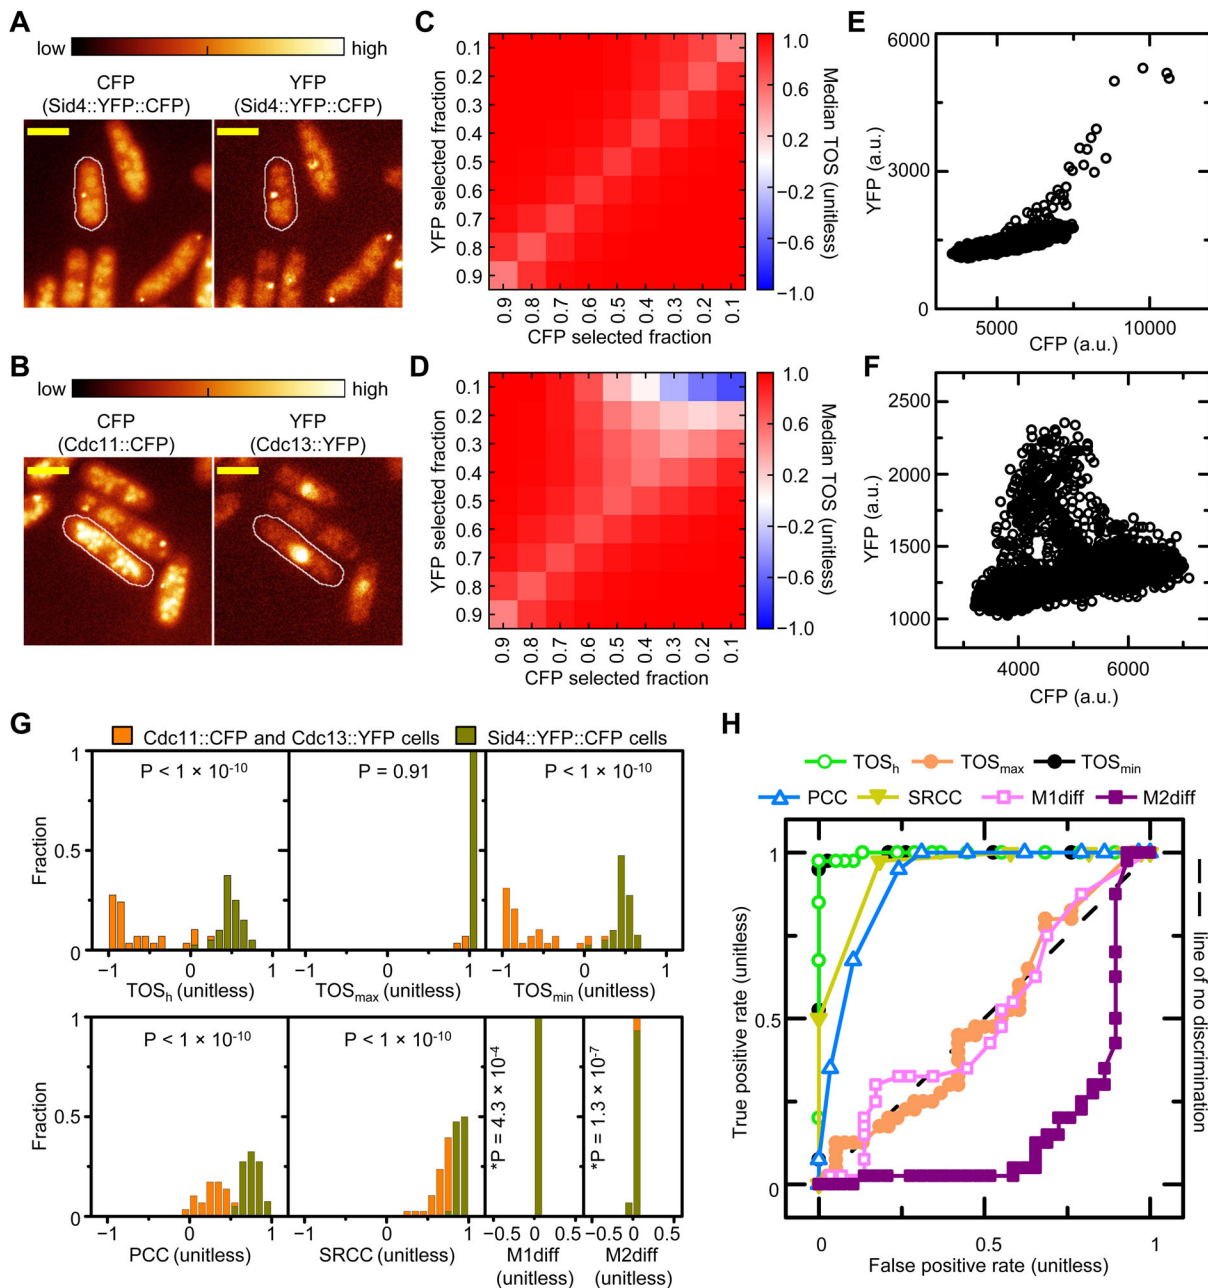 A
low
high
CFP
(Sid4::YFP::CFP)
YFP
(Sid4::YFP::CFP)
B
low
high
CFP
(Cdc11::CFP)
YFP
(Cdc13::YFP)
C
YFP selected fraction
0.1
0.2
0.3
0.4
0.5
0.6
0.7
0.8
0.9
0.9
0.8
0.7
0.6
0.5
0.4
0.3
0.2
0.1
CFP selected fraction
1.0
0.6
0.2
−0.2
−0.6
−1.0
Median TOS (unitless)
D
YFP selected fraction
0.1
0.2
0.3
0.4
0.5
0.6
0.7
0.8
0.9
0.9
0.8
0.7
0.6
0.5
0.4
0.3
0.2
0.1
CFP selected fraction
1.0
0.6
0.2
−0.2
−0.6
−1.0
Median TOS (unitless)
E
YFP (a.u.)
6000
3000
0
5000
10000
CFP (a.u.)
F
YFP (a.u.)
2500
2000
1500
1000
4000
6000
CFP (a.u.)
G
Cdc11::CFP and Cdc13::YFP cells
Sid4::YFP::CFP cells
Fraction
1
0.5
0
P < 1 × 10⁻¹⁰
−1
0
1
TOSₕ (unitless)
P = 0.91
−1
0
1
TOSmax (unitless)
P < 1 × 10⁻¹⁰
−1
0
1
TOSmin (unitless)
Fraction
1
0.5
0
P < 1 × 10⁻¹⁰
0
1
PCC (unitless)
P < 1 × 10⁻¹⁰
0
1
SRCC (unitless)
*P = 4.3 × 10⁻⁴
−0.5
0
0.5
M1diff
(unitless)
*P = 1.3 × 10⁻⁷
−0.5
0
0.5
M2diff
(unitless)
H
TOSₕ
TOSmax
TOSmin
PCC
SRCC
M1diff
M2diff
True positive rate (unitless)
1
0.5
0
0
0.5
1
False positive rate (unitless)
line of no discrimination